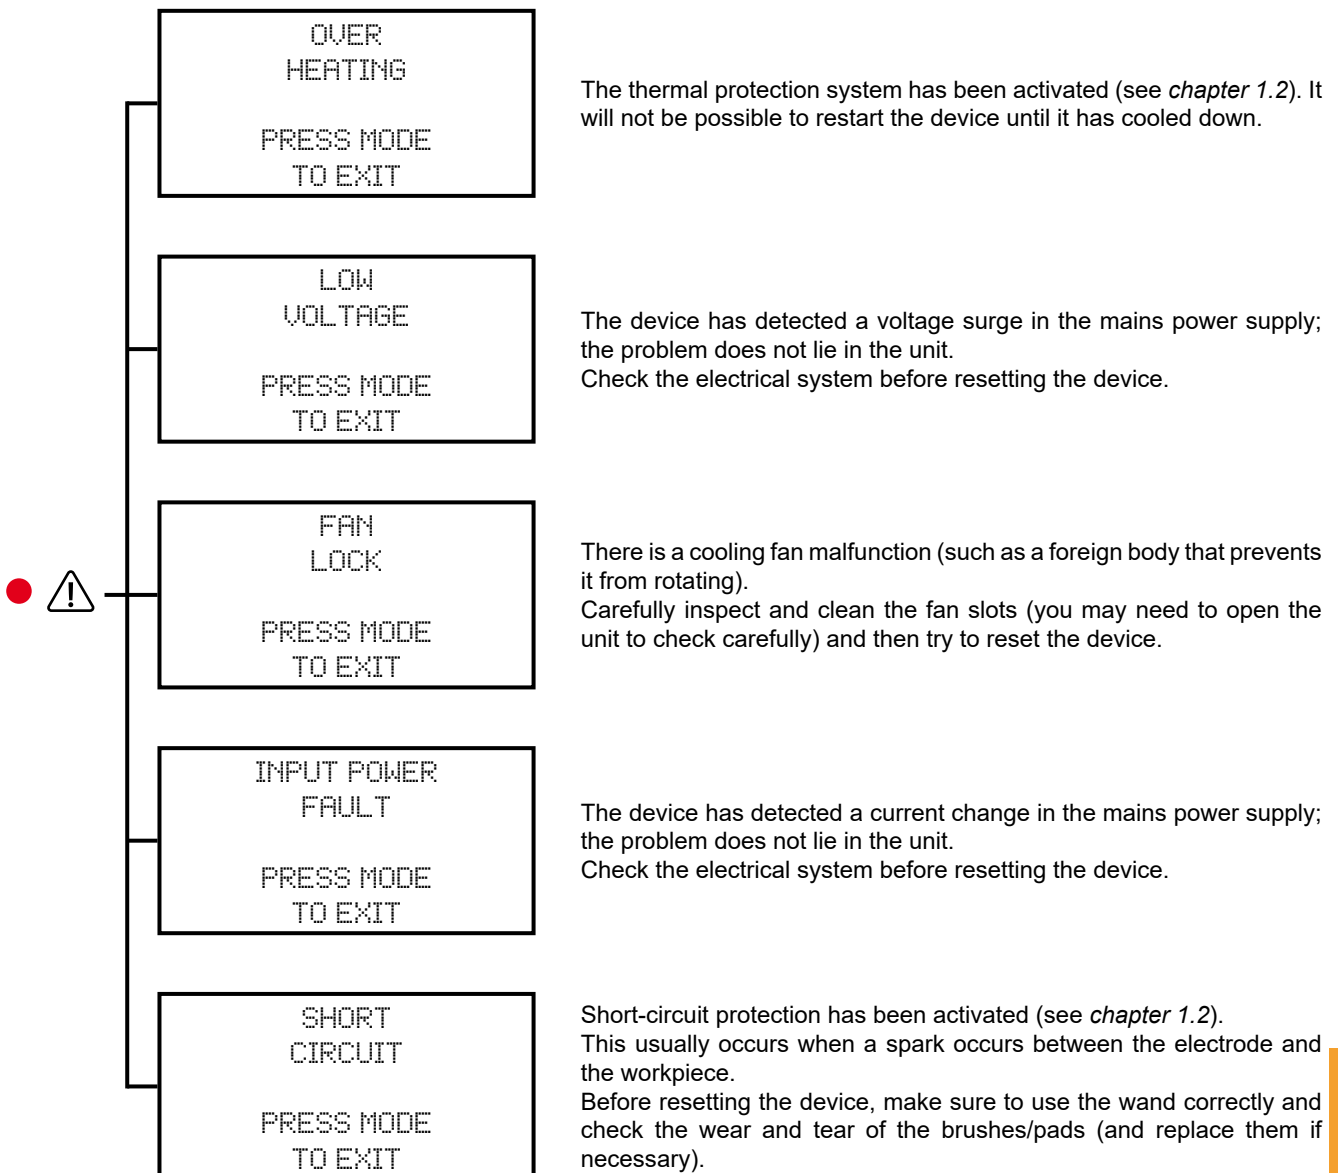 OVER
HEATING
PRESS MODE
TO EXIT
The thermal protection system has been activated (see chapter 1.2). It
will not be possible to restart the device until it has cooled down.
LOW
VOLTAGE
PRESS MODE
TO EXIT
The device has detected a voltage surge in the mains power supply;
the problem does not lie in the unit.
Check the electrical system before resetting the device.
FAN
LOCK
PRESS MODE
TO EXIT
There is a cooling fan malfunction (such as a foreign body that prevents
it from rotating).
Carefully inspect and clean the fan slots (you may need to open the
unit to check carefully) and then try to reset the device.
INPUT POWER
FAULT
PRESS MODE
TO EXIT
The device has detected a current change in the mains power supply;
the problem does not lie in the unit.
Check the electrical system before resetting the device.
SHORT
CIRCUIT
PRESS MODE
TO EXIT
Short-circuit protection has been activated (see chapter 1.2).
This usually occurs when a spark occurs between the electrode and
the workpiece.
Before resetting the device, make sure to use the wand correctly and
check the wear and tear of the brushes/pads (and replace them if
necessary).